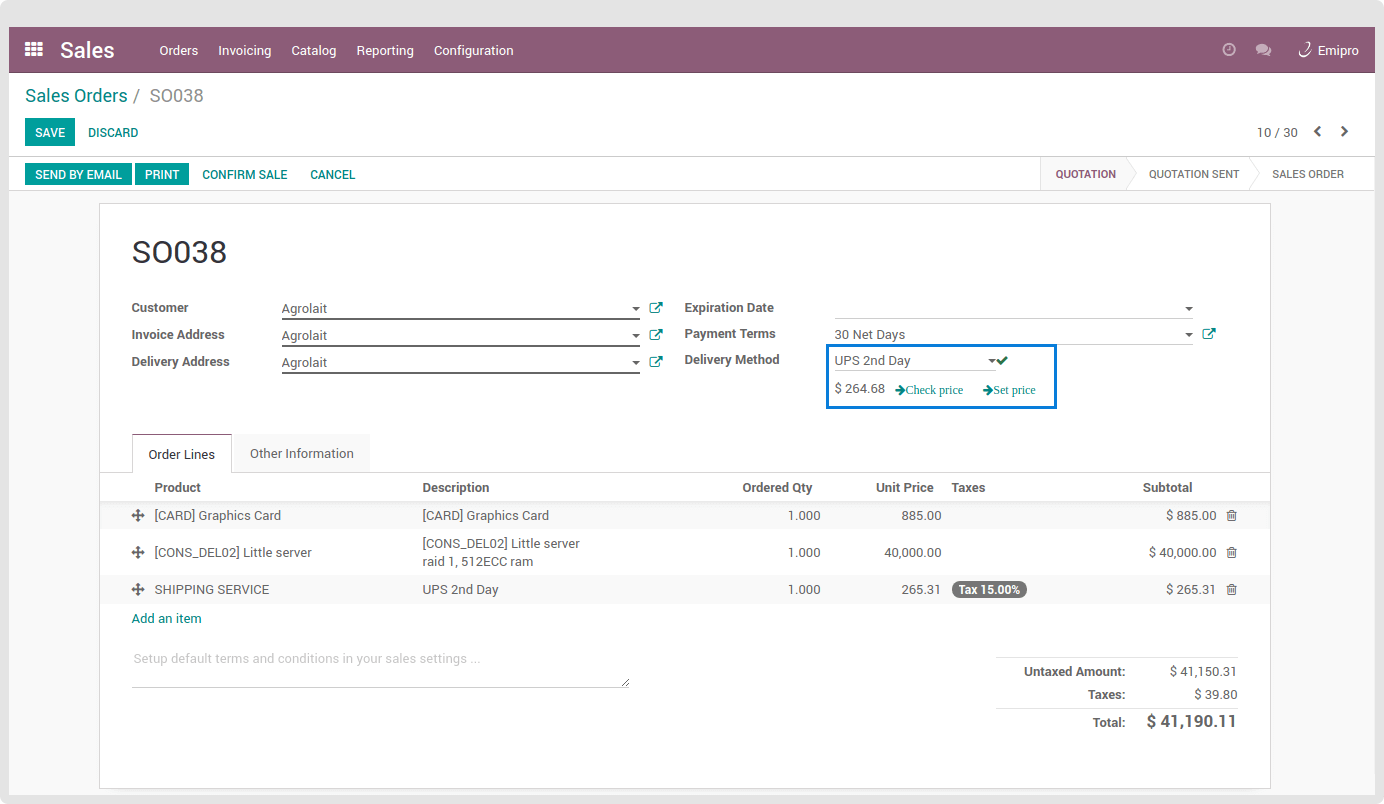 Sales Orders Invoicing Catalog Reporting Configuration Emipro
Sales Orders / SO038
SAVE DISCARD 10 / 30
SEND BY EMAIL PRINT CONFIRM SALE CANCEL QUOTATION QUOTATION SENT SALES ORDER
SO038
Customer Agrolait Expiration Date
Invoice Address Agrolait Payment Terms 30 Net Days
Delivery Address Agrolait Delivery Method UPS 2nd Day
$ 264.68 Check price Set price
Order Lines Other Information
Product Description Ordered Qty Unit Price Taxes Subtotal
[CARD] Graphics Card [CARD] Graphics Card 1.000 885.00 $ 885.00
[CONS_DEL02] Little server [CONS_DEL02] Little server 1.000 40,000.00 $ 40,000.00
raid 1, 512ECC ram
SHIPPING SERVICE UPS 2nd Day 1.000 265.31 Tax 15.00% $ 265.31
Add an item
Setup default terms and conditions in your sales settings ...
Untaxed Amount: $ 41,150.31
Taxes: $ 39.80
Total: $ 41,190.11